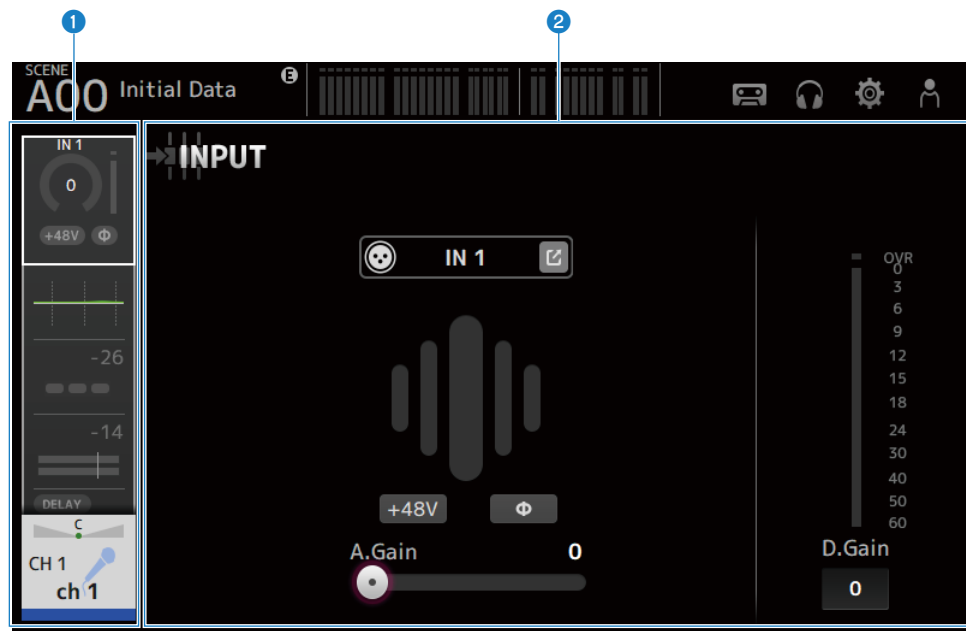 1
2
SCENE
A00 Initial Data
E
IN 1
0
+48V Φ
-26
-14
DELAY
C
CH 1
ch 1
INPUT
IN 1
+48V
Φ
A.Gain 0
OVR
0
3
6
9
12
15
18
24
30
40
50
60
D.Gain
0